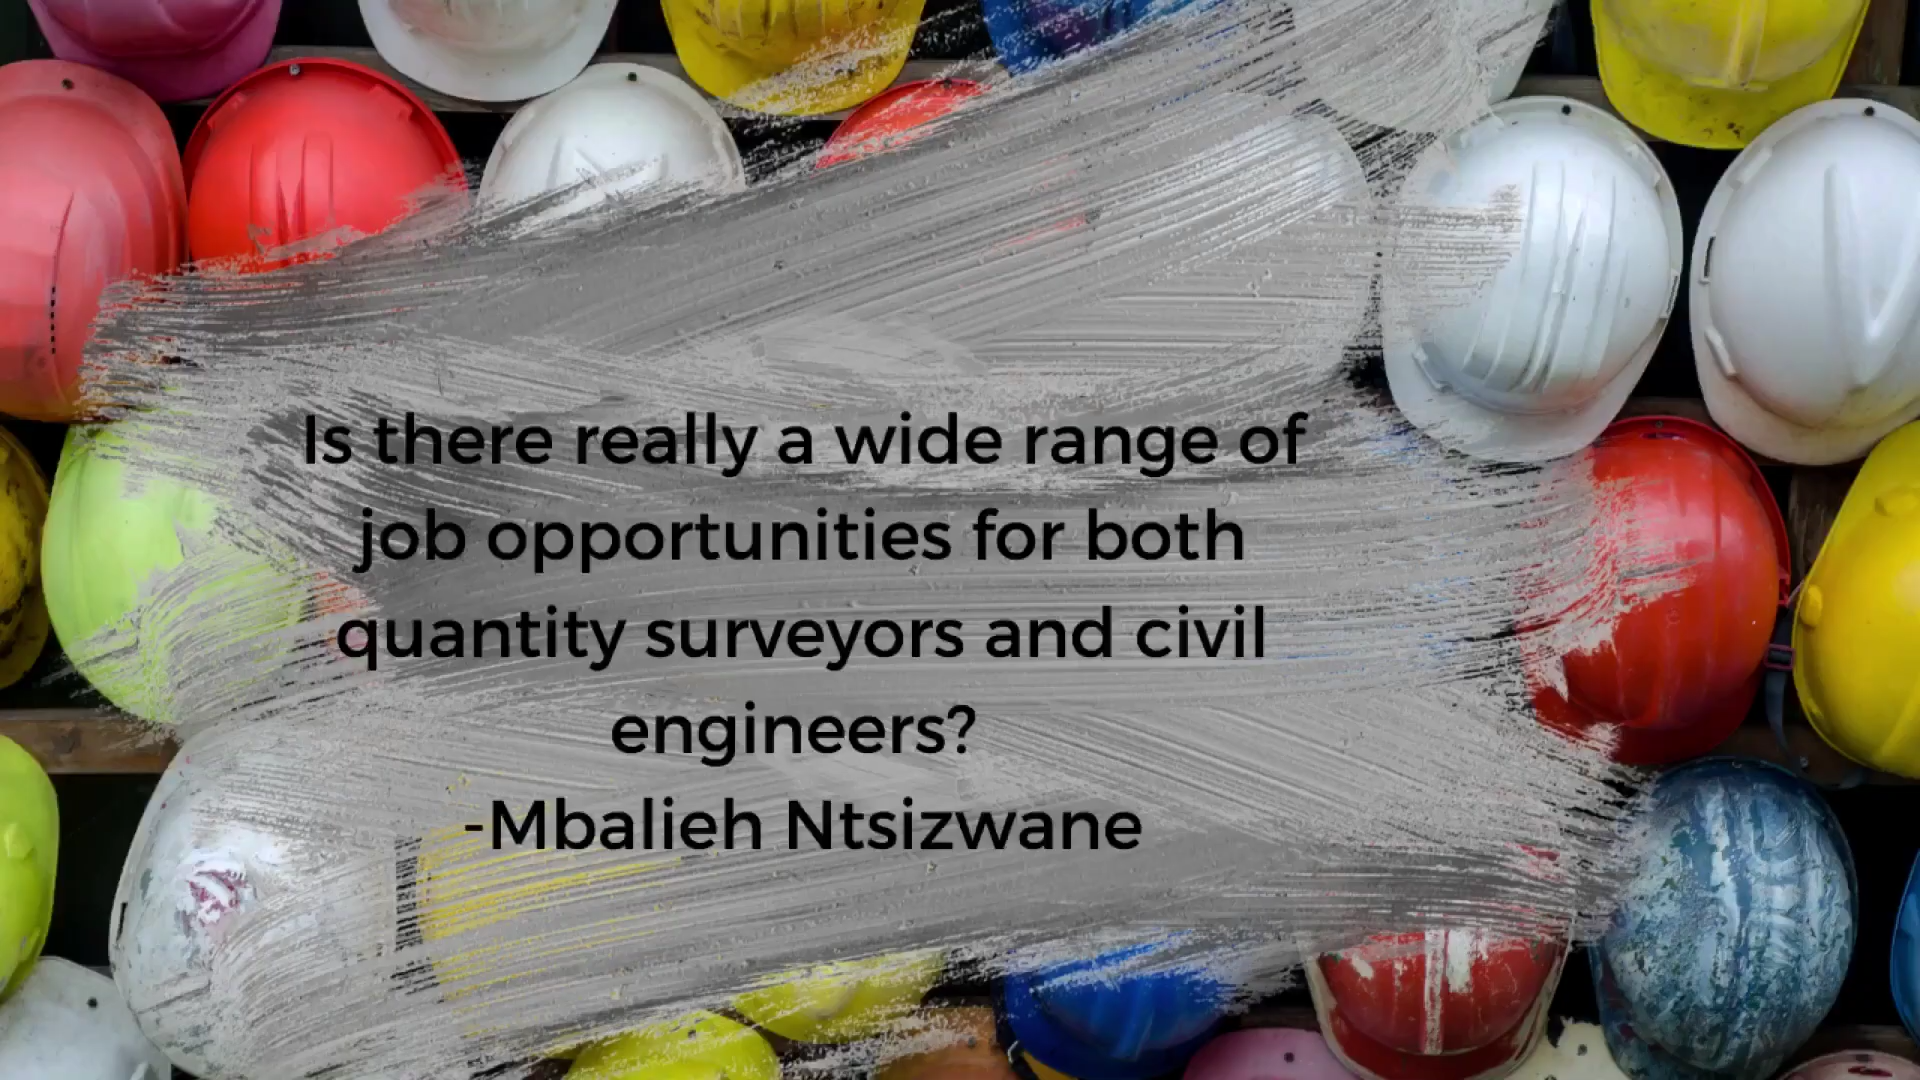 Is there really a wide range of
job opportunities for both
quantity surveyors and civil
engineers?
-Mbalieh Ntsizwane